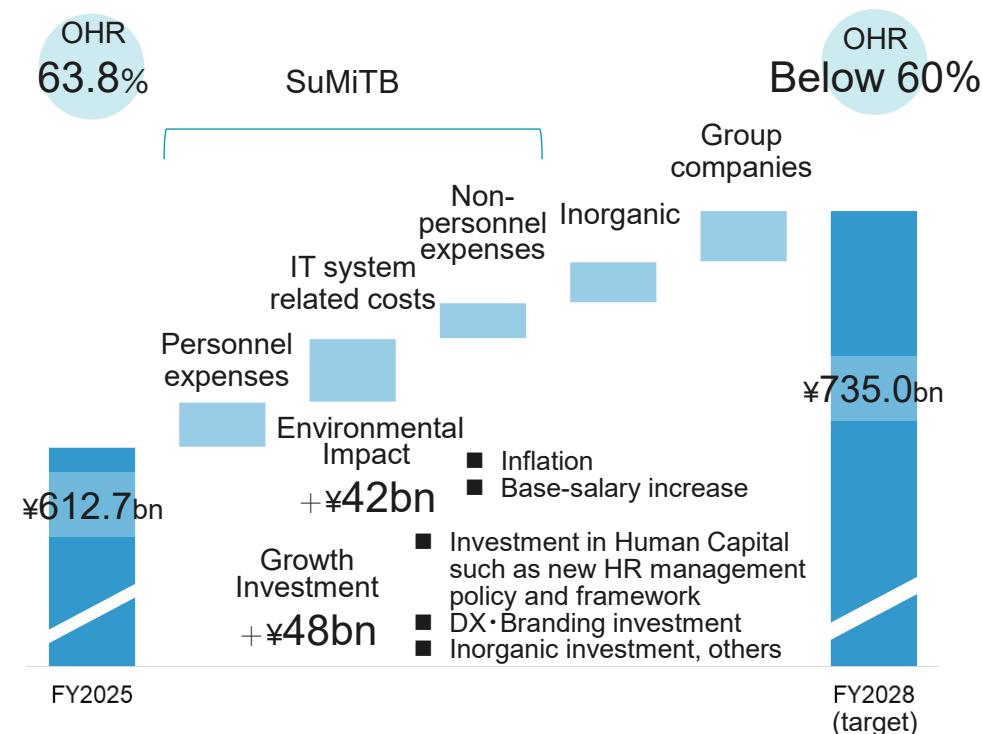 OHR
63.8%
SuMiTB
OHR
Below 60%
Group
companies
Non-
personnel
expenses
Inorganic
IT system
related costs
Personnel
expenses
¥735.0bn
¥612.7bn
Environmental
Impact
+¥42bn
■ Inflation
■ Base-salary increase
Growth
Investment
+¥48bn
■ Investment in Human Capital
such as new HR management
policy and framework
■ DX・Branding investment
■ Inorganic investment, others
FY2025
FY2028
(target)